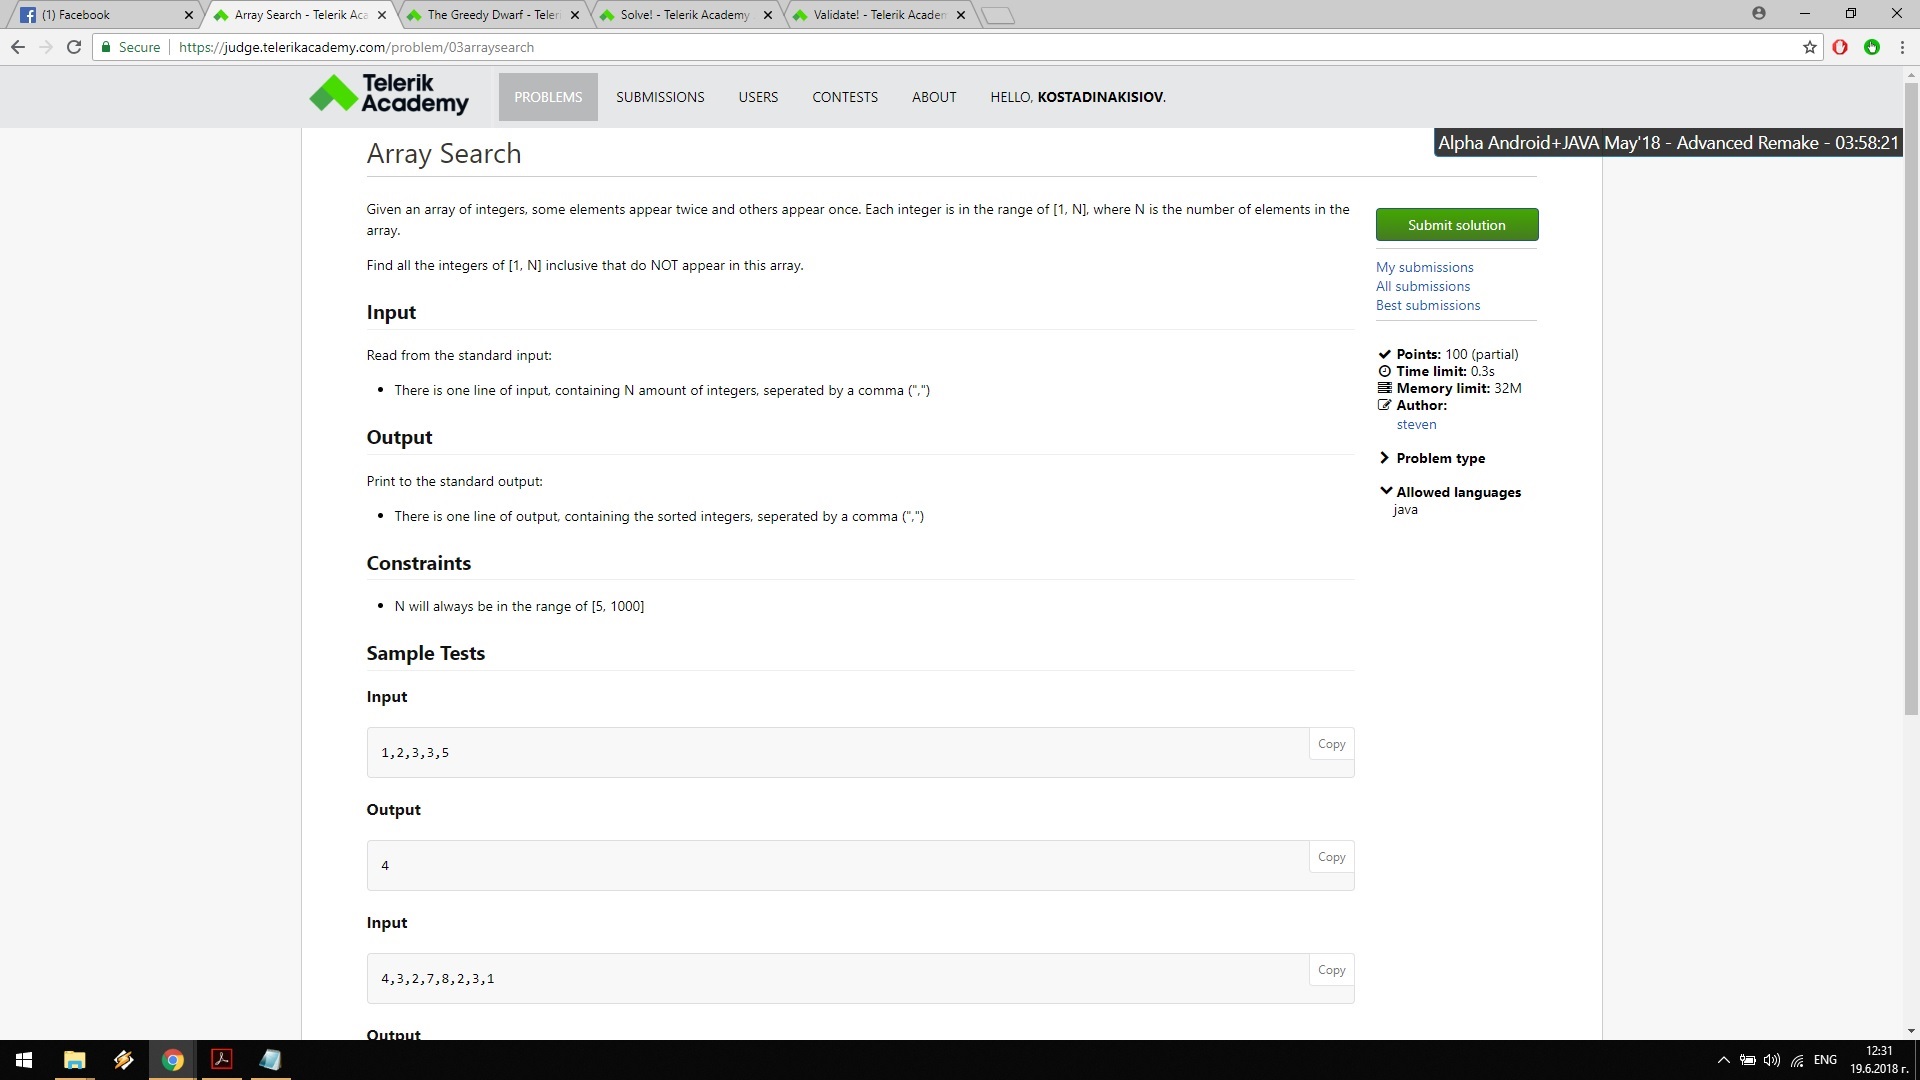 (1) Facebook
Array Search - Telerik Aca
The Greedy Dwarf - Teler
Solve! - Telerik Academy
Validate! - Telerik Academ
Secure
https://judge.telerikacademy.com/problem/03arraysearch
Telerik
Academy
PROBLEMS
SUBMISSIONS
USERS
CONTESTS
ABOUT
HELLO, KOSTADINAKISIOV.
Alpha Android+JAVA May'18 - Advanced Remake - 03:58:21
Array Search
Given an array of integers, some elements appear twice and others appear once. Each integer is in the range of [1, N], where N is the number of elements in the
array.
Find all the integers of [1, N] inclusive that do NOT appear in this array.
Input
Read from the standard input:
There is one line of input, containing N amount of integers, seperated by a comma (",")
Output
Print to the standard output:
There is one line of output, containing the sorted integers, seperated by a comma (",")
Constraints
N will always be in the range of [5, 1000]
Sample Tests
Input
1,2,3,3,5
Copy
Output
4
Copy
Input
4,3,2,7,8,2,3,1
Copy
Output
Submit solution
My submissions
All submissions
Best submissions
Points: 100 (partial)
Time limit: 0.3s
Memory limit: 32M
Author:
steven
Problem type
Allowed languages
java
ENG
12:31
19.6.2018 г.